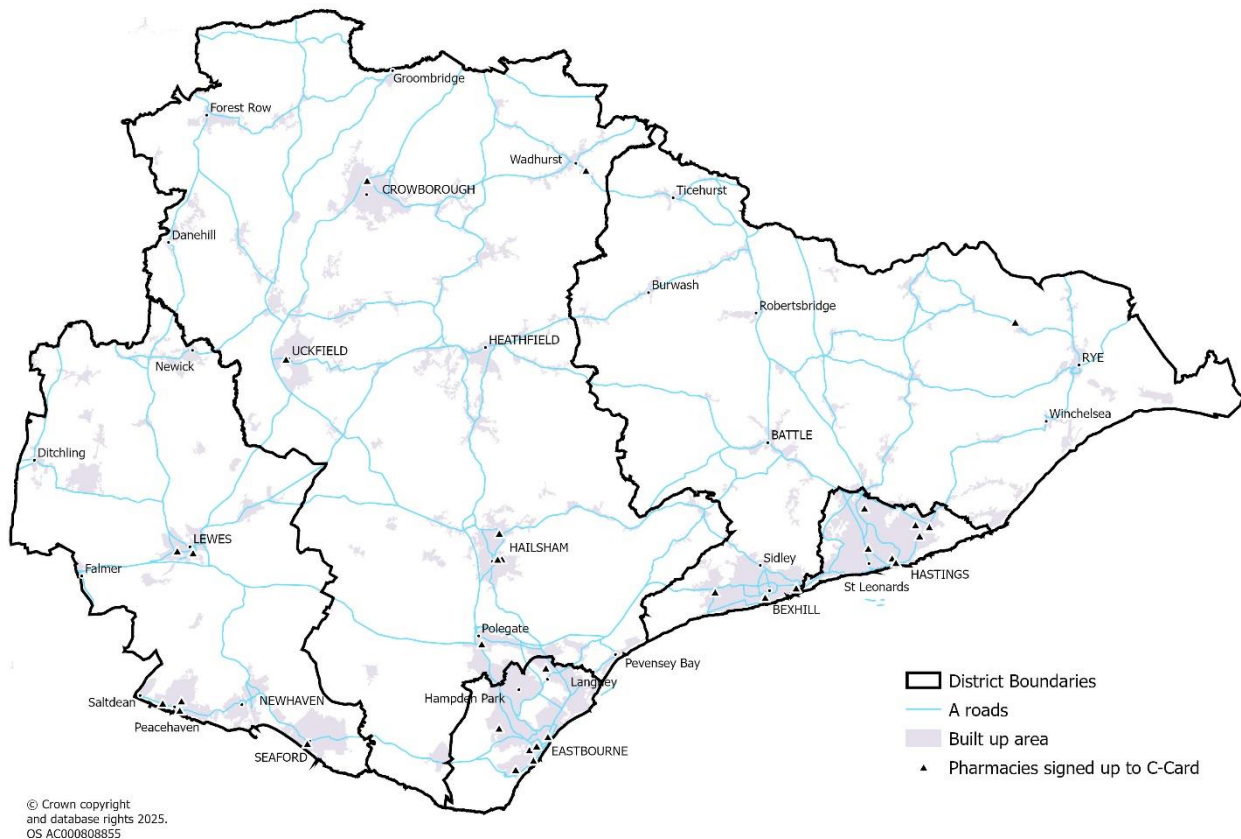 Groombridge
Forest Row
Wadhurst
CROWBOROUGH
Ticehurst
Danehill
Burwash
Robertsbridge
HEATHFIELD
UCKFIELD
Newick
RYE
Winchelsea
BATTLE
Ditchling
LEWES
HAILSHAM
Falmer
Sidley
HASTINGS
St Leonards
BEXHILL
Polegate
Pevensey Bay
Langney
Hampden Park
Saltdean
NEWHAVEN
Peacehaven
SEAFORD
EASTBOURNE
District Boundaries
A roads
Built up area
Pharmacies signed up to C-Card
© Crown copyright
and database rights 2025.
OS AC000808855